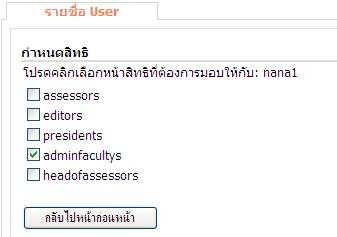 รายชื่อ User
กำหนดสิทธิ
โปรดคลิกเลือกหน้าสิทธิที่ต้องการมอบให้กับ: nana1
assessors
editors
presidents
adminfacultys
headofassessors
กลับไปหน้าก่อนหน้า